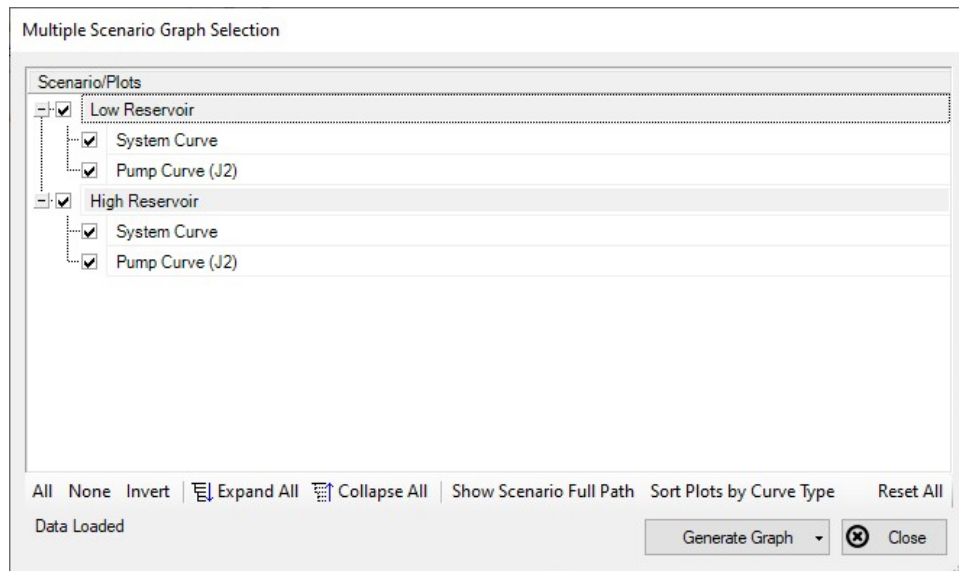 Multiple Scenario Graph Selection
Scenario/Plots
Low Reservoir
System Curve
Pump Curve (J2)
High Reservoir
System Curve
Pump Curve (J2)
All None Invert Expand All Collapse All Show Scenario Full Path Sort Plots by Curve Type Reset All
Data Loaded
Generate Graph Close